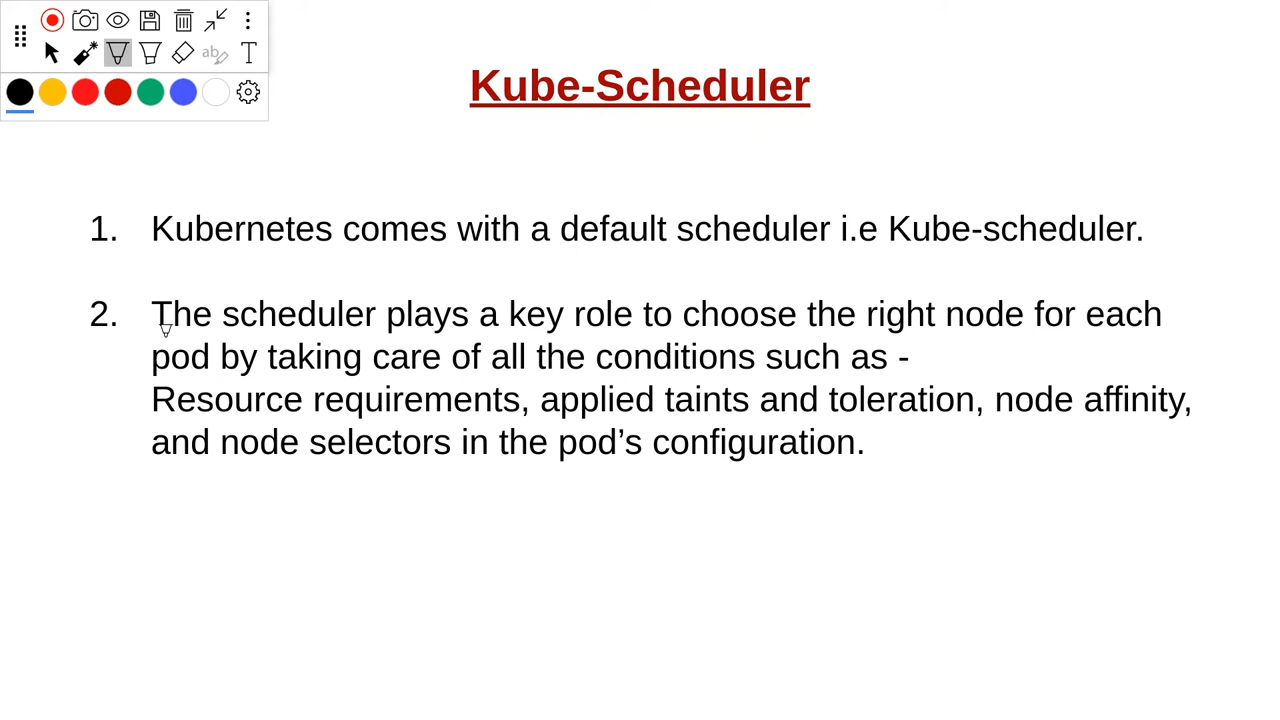 ab
T
Kube-Scheduler
1. Kubernetes comes with a default scheduler i.e Kube-scheduler.
2. The scheduler plays a key role to choose the right node for each
pod by taking care of all the conditions such as -
Resource requirements, applied taints and toleration, node affinity,
and node selectors in the pod’s configuration.